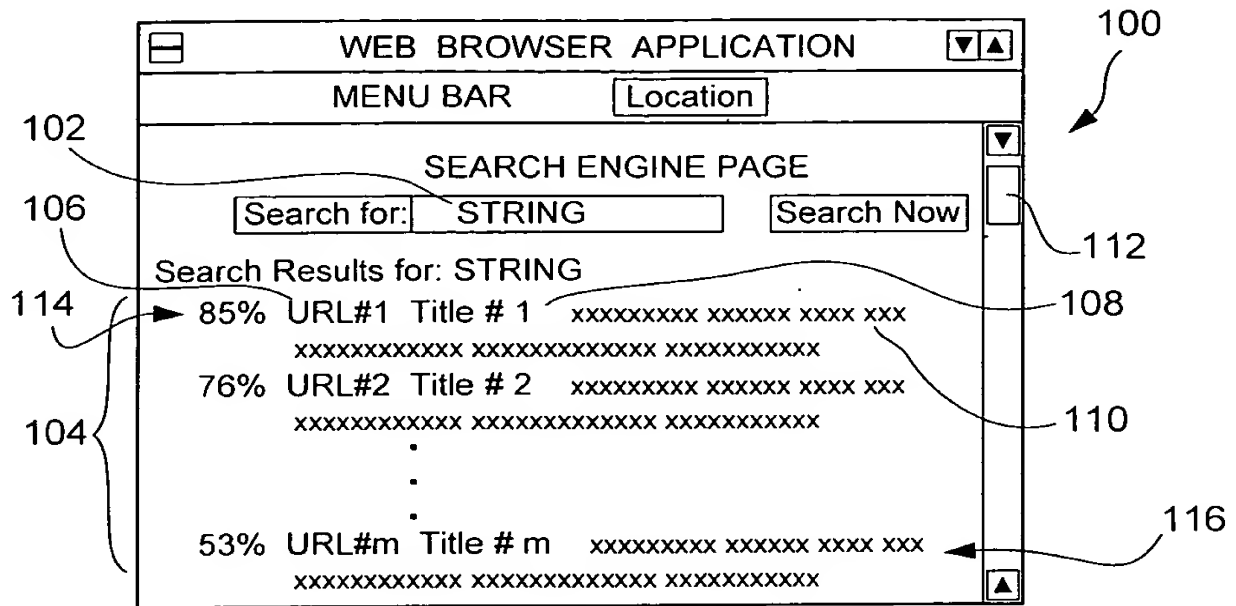 100
WEB BROWSER APPLICATION
MENU BAR Location
102
SEARCH ENGINE PAGE
106
Search for: STRING Search Now
112
Search Results for: STRING
114
85% URL#1 Title # 1 xxxxxxxxx xxxxxx xxxx xxx
108
xxxxxxxxxxxx xxxxxxxxxxxxx xxxxxxxxxxx
76% URL#2 Title # 2 xxxxxxxxx xxxxxx xxxx xxx
110
104
xxxxxxxxxxxx xxxxxxxxxxxxx xxxxxxxxxxx
116
53% URL#m Title # m xxxxxxxxx xxxxxx xxxx xxx
xxxxxxxxxxxx xxxxxxxxxxxxx xxxxxxxxxxx